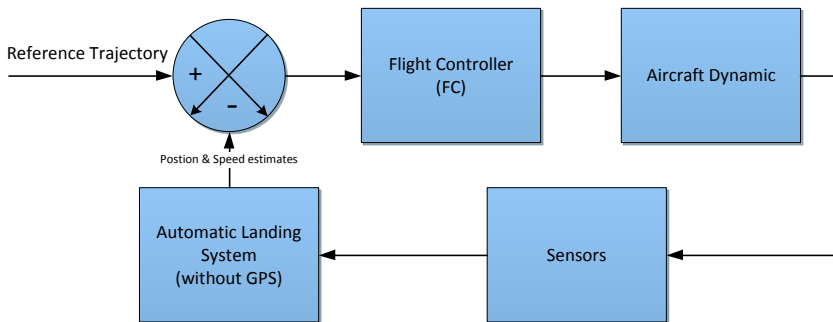 Reference Trajectory
+
-
Flight Controller
(FC)
Aircraft Dynamic
Postion & Speed estimates
Automatic Landing
System
(without GPS)
Sensors